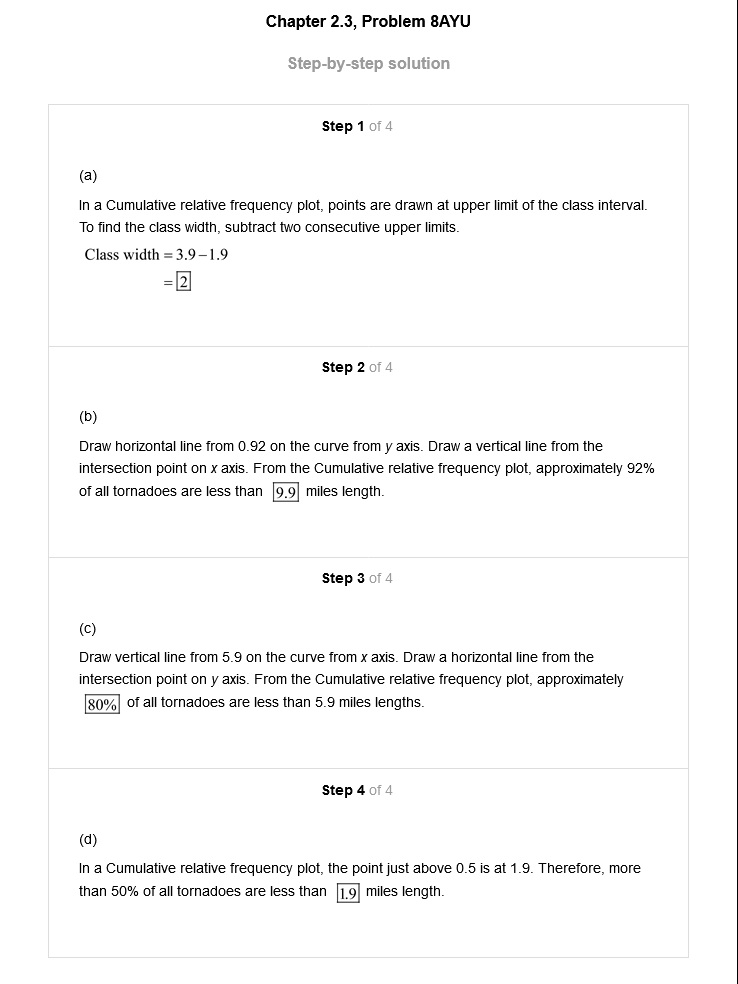 Chapter 2.3, Problem 8AYU
Step-by-step solution
Step 1 of 4
(a)
In a Cumulative relative frequency plot, points are drawn at upper limit of the class interval.
To find the class width, subtract two consecutive upper limits.
Class width = 3.9 – 1.9
= 2
Step 2 of 4
(b)
Draw horizontal line from 0.92 on the curve from y axis. Draw a vertical line from the
intersection point on x axis. From the Cumulative relative frequency plot, approximately 92%
of all tornadoes are less than 9.9 miles length.
Step 3 of 4
(c)
Draw vertical line from 5.9 on the curve from x axis. Draw a horizontal line from the
intersection point on y axis. From the Cumulative relative frequency plot, approximately
80% of all tornadoes are less than 5.9 miles lengths.
Step 4 of 4
(d)
In a Cumulative relative frequency plot, the point just above 0.5 is at 1.9. Therefore, more
than 50% of all tornadoes are less than 1.9 miles length.